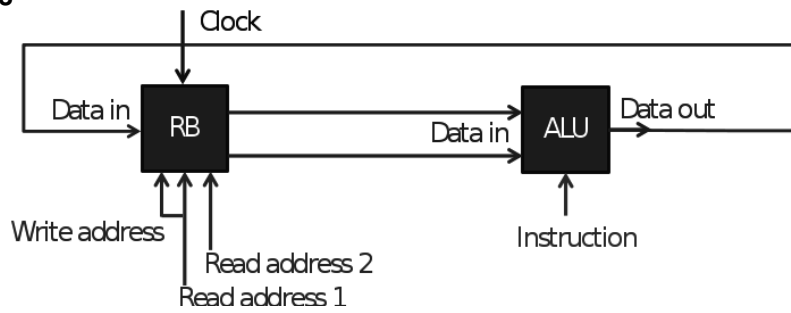 Clock
Data in
RB
Data in
ALU
Data out
Write address
Instruction
Read address 2
Read address 1